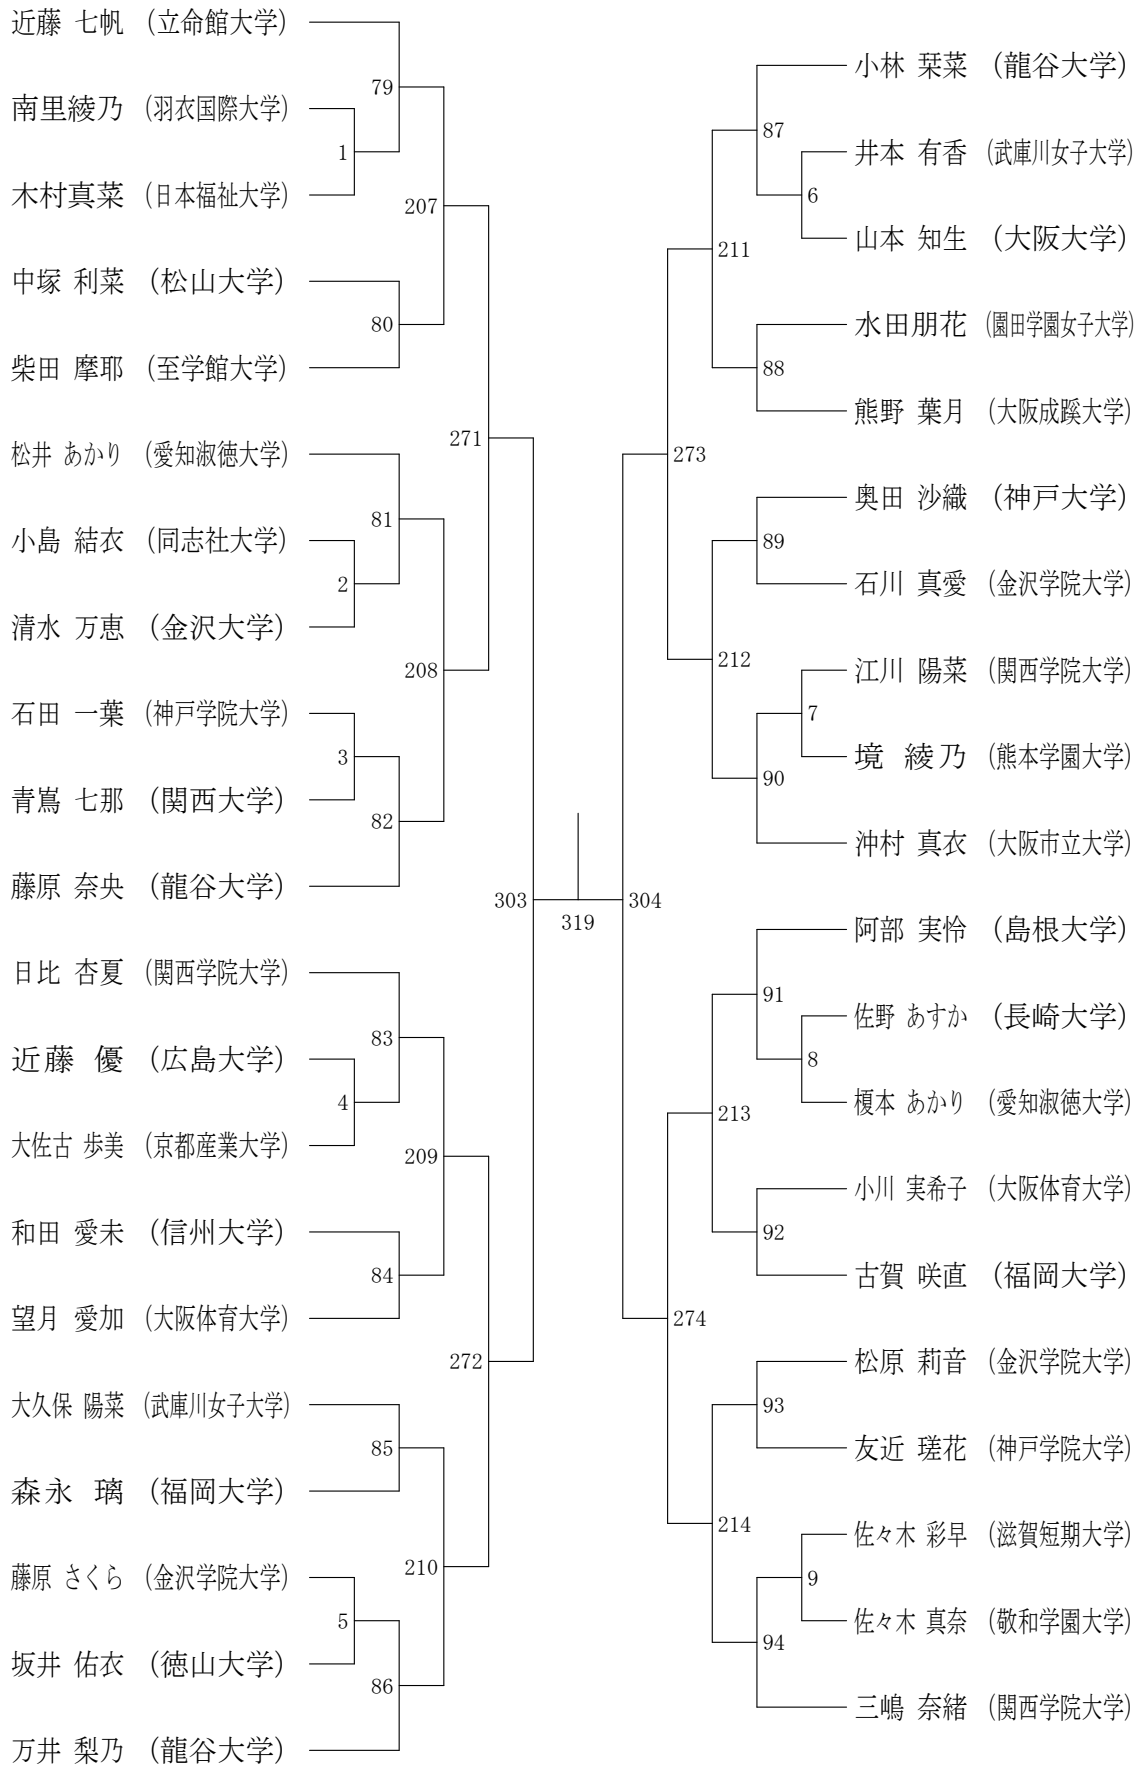 近藤 七帆 (立命館大学)
79
南里綾乃 (羽衣国際大学)
1
木村真菜 (日本福祉大学)
207
中塚 利菜 (松山大学)
80
柴田 摩耶 (至学館大学)
271
松井 あかり (愛知淑徳大学)
81
小島 結衣 (同志社大学)
2
清水 万恵 (金沢大学)
208
石田 一葉 (神戸学院大学)
3
青嶌 七那 (関西大学)
82
藤原 奈央 (龍谷大学)
303
日比 杏夏 (関西学院大学)
83
近藤 優 (広島大学)
4
大佐古 歩美 (京都産業大学)
209
和田 愛未 (信州大学)
84
望月 愛加 (大阪体育大学)
272
大久保 陽菜 (武庫川女子大学)
85
森永 璃 (福岡大学)
210
藤原 さくら (金沢学院大学)
5
坂井 佑衣 (徳山大学)
86
万井 梨乃 (龍谷大学)
319
小林 栞菜 (龍谷大学)
87
井本 有香 (武庫川女子大学)
6
山本 知生 (大阪大学)
211
水田朋花 (園田学園女子大学)
88
熊野 葉月 (大阪成蹊大学)
273
奥田 沙織 (神戸大学)
89
石川 真愛 (金沢学院大学)
212
江川 陽菜 (関西学院大学)
7
境 綾乃 (熊本学園大学)
90
沖村 真衣 (大阪市立大学)
304
阿部 実怜 (島根大学)
91
佐野 あすか (長崎大学)
8
榎本 あかり (愛知淑徳大学)
213
小川 実希子 (大阪体育大学)
92
古賀 咲直 (福岡大学)
274
松原 莉音 (金沢学院大学)
93
友近 瑳花 (神戸学院大学)
214
佐々木 彩早 (滋賀短期大学)
9
佐々木 真奈 (敬和学園大学)
94
三嶋 奈緒 (関西学院大学)